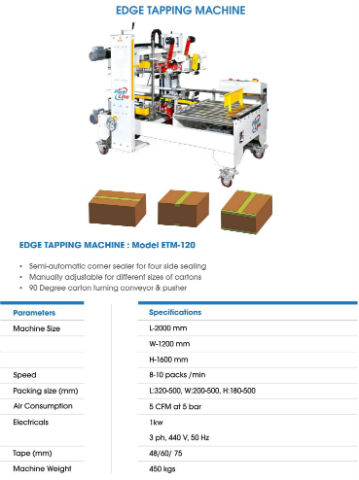 EDGE TAPPING MACHINE
EDGE TAPPING MACHINE : Model ETM-120
• Semi-automatic corner sealer for four side sealing
• Manually adjustable for different sizes of cartons
• 90 Degree carton turning conveyor & pusher
Parameters Specifications
Machine Size L-2000 mm
W-1200 mm
H-1600 mm
Speed 8-10 packs /min
Packing size (mm) L:320-500, W:200-500, H:180-500
Air Consumption 5 CFM at 5 bar
Electricals 1kw
3 ph, 440 V, 50 Hz
Tape (mm) 48/60/ 75
Machine Weight 450 kgs